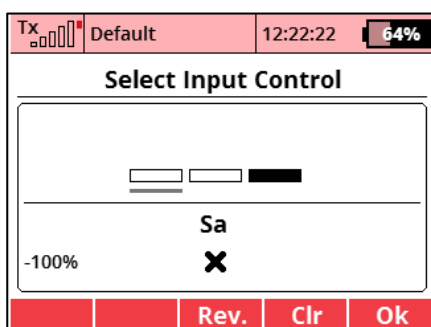 Tx Default 12:22:22 64%
Select Input Control
Sa
-100%
Rev. Clr Ok